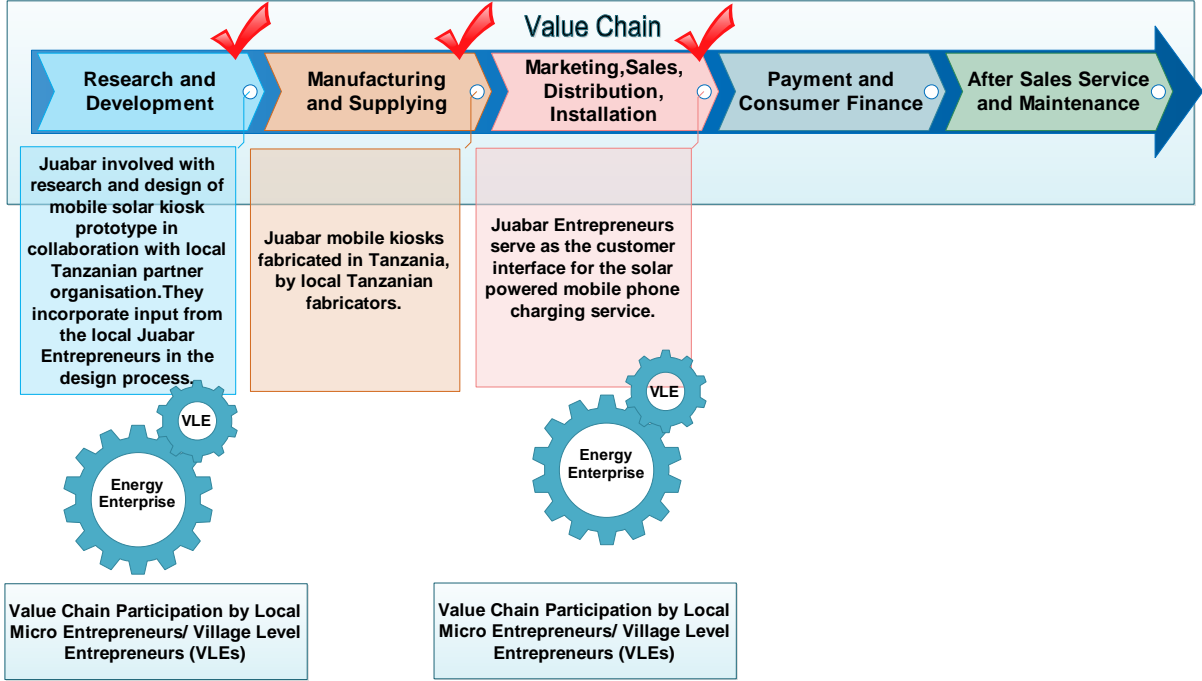 Value Chain
Research and
Development
Manufacturing
and Supplying
Marketing,Sales,
Distribution,
Installation
Payment and
Consumer Finance
After Sales Service
and Maintenance
Juabar involved with
research and design of
mobile solar kiosk
prototype in
collaboration with local
Tanzanian partner
organisation.They
incorporate input from
the local Juabar
Entrepreneurs in the
design process.
Juabar mobile kiosks
fabricated in Tanzania,
by local Tanzanian
fabricators.
Juabar Entrepreneurs
serve as the customer
interface for the solar
powered mobile phone
charging service.
VLE
Energy
Enterprise
VLE
Energy
Enterprise
Value Chain Participation by Local
Micro Entrepreneurs/ Village Level
Entrepreneurs (VLEs)
Value Chain Participation by Local
Micro Entrepreneurs/ Village Level
Entrepreneurs (VLEs)